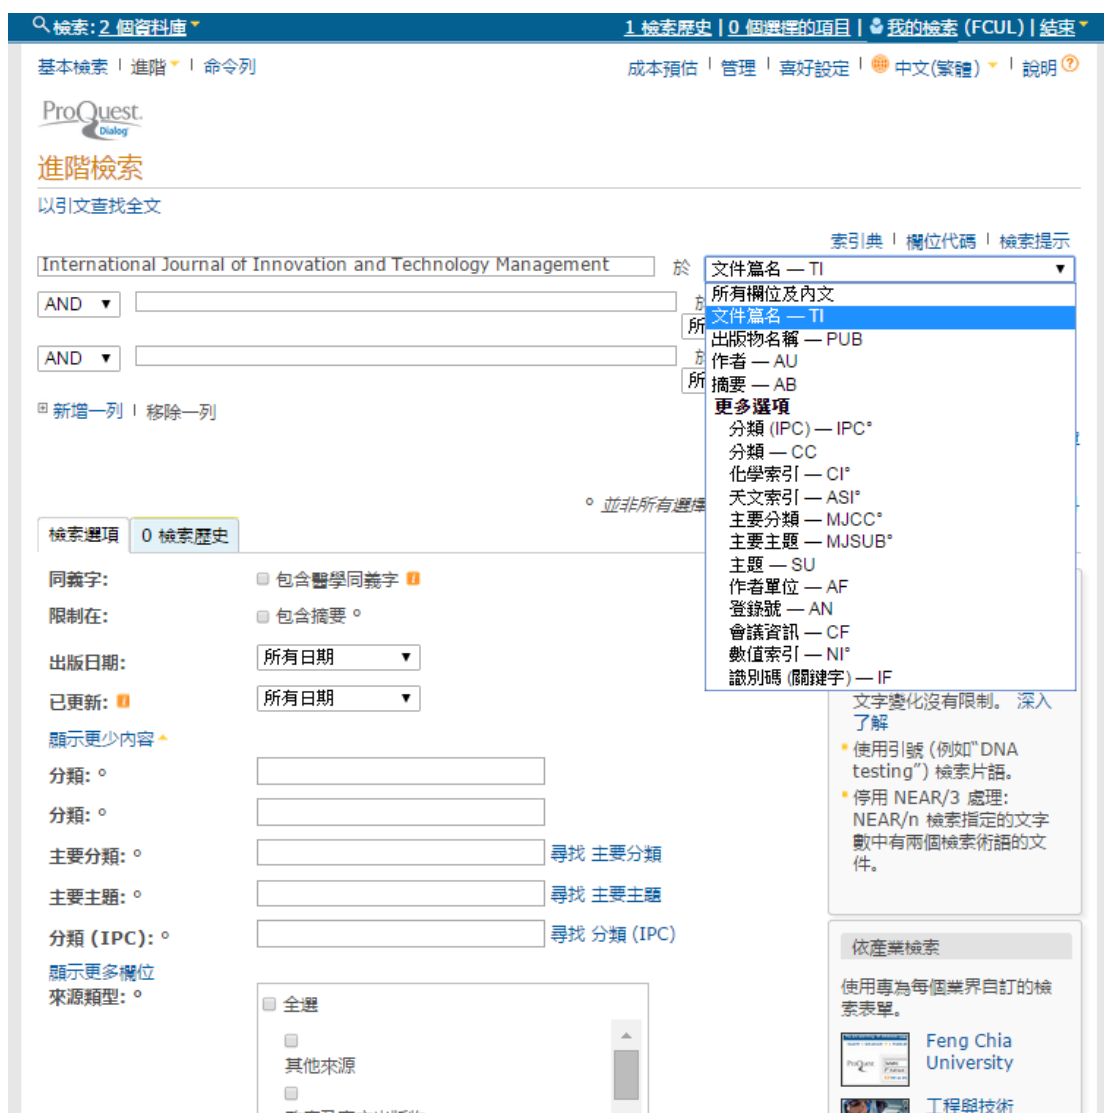 檢索: 2 個資料庫
1 檢索歷史 | 0 個選擇的項目 | 我的檢索 (FCUL) | 結束
基本檢索 | 進階 | 命令列
成本預估 | 管理 | 喜好設定 | 中文(繁體) | 說明 ?
ProQuest
Dialog
進階檢索
以引文查找全文
索引典 | 欄位代碼 | 檢索提示
International Journal of Innovation and Technology Management
於
文件篇名 — TI
AND
所有欄位及內文
文件篇名 — TI
出版物名稱 — PUB
AND
作者 — AU
摘要 — AB
更多選項
分類 (IPC) — IPC°
分類 — CC
化學索引 — CI°
天文索引 — ASI°
主要分類 — MJCC°
主要主題 — MJSUB°
主題 — SU
作者單位 — AF
登錄號 — AN
會議資訊 — CF
數值索引 — NI°
識別碼 (關鍵字) — IF
新增一列 | 移除一列
° 並非所有選擇
檢索選項
0 檢索歷史
同義字:
包含醫學同義字
限制在:
包含摘要 °
出版日期:
所有日期
已更新:
所有日期
顯示更少內容
分類: °
分類: °
主要分類: °
尋找 主要分類
主要主題: °
尋找 主要主題
分類 (IPC): °
尋找 分類 (IPC)
顯示更多欄位
來源類型: °
全選
其他來源
文字變化沒有限制。 深入
了解
使用引號 (例如"DNA
testing") 檢索片語。
停用 NEAR/3 處理:
NEAR/n 檢索指定的文字
數中有兩個檢索術語的文
件。
依產業檢索
使用專為每個業界自訂的檢
索表單。
Feng Chia
University
工程與技術